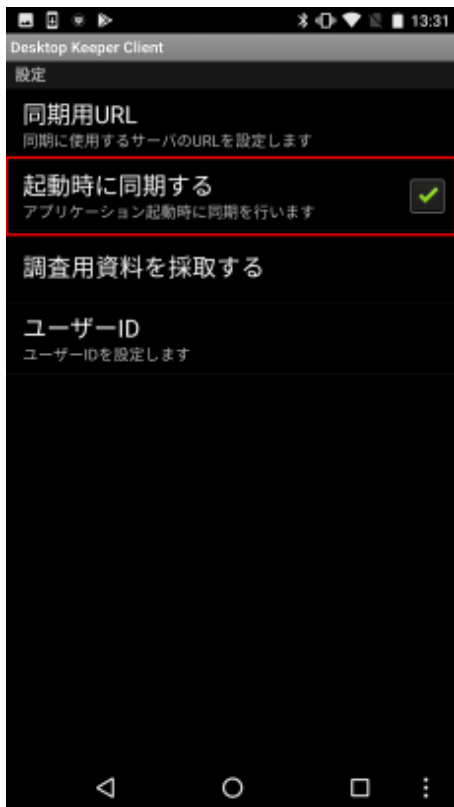 13:31
Desktop Keeper Client
設定
同期用URL
同期に使用するサーバのURLを設定します
起動時に同期する
アプリケーション起動時に同期を行います
調査用資料を採取する
ユーザーID
ユーザーIDを設定します